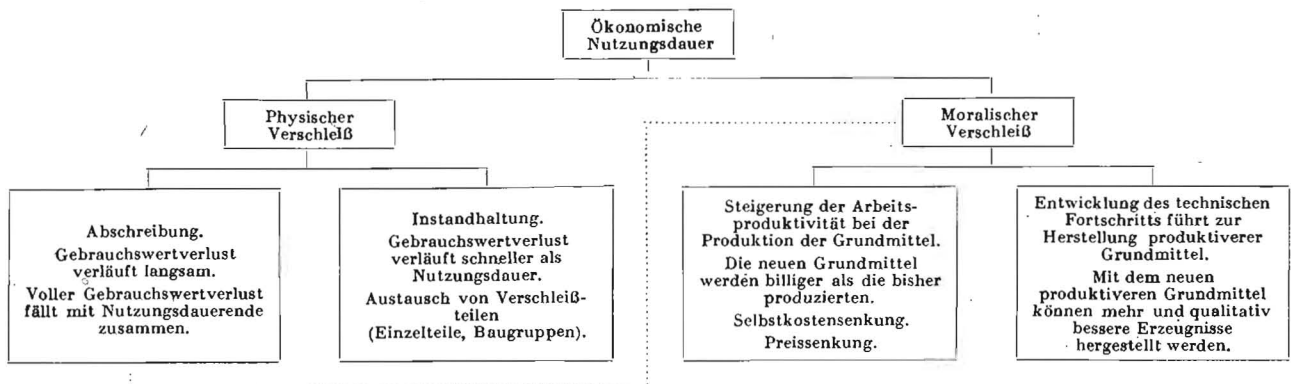 Ökonomische
Nutzungsdauer
Physischer
Verschleiß
Moralischer
Verschleiß
Abschreibung.
Gebrauchswertverlust
verläuft langsam.
Voller Gebrauchswertverlust
fällt mit Nutzungsdauerende
zusammen.
Instandhaltung.
Gebrauchswertverlust
verläuft schneller als
Nutzungsdauer.
Austausch von Verschleiß-
teilen
(Einzelteile, Baugruppen).
Steigerung der Arbeits-
produktivität bei der
Produktion der Grundmittel.
Die neuen Grundmittel
werden billiger als die bisher
produzierten.
Selbstkostensenkung.
Preissenkung.
Entwicklung des technischen
Fortschritts führt zur
Herstellung produktiverer
Grundmittel.
Mit dem neuen
produktiveren Grundmittel
können mehr und qualitativ
bessere Erzeugnisse
hergestellt werden.